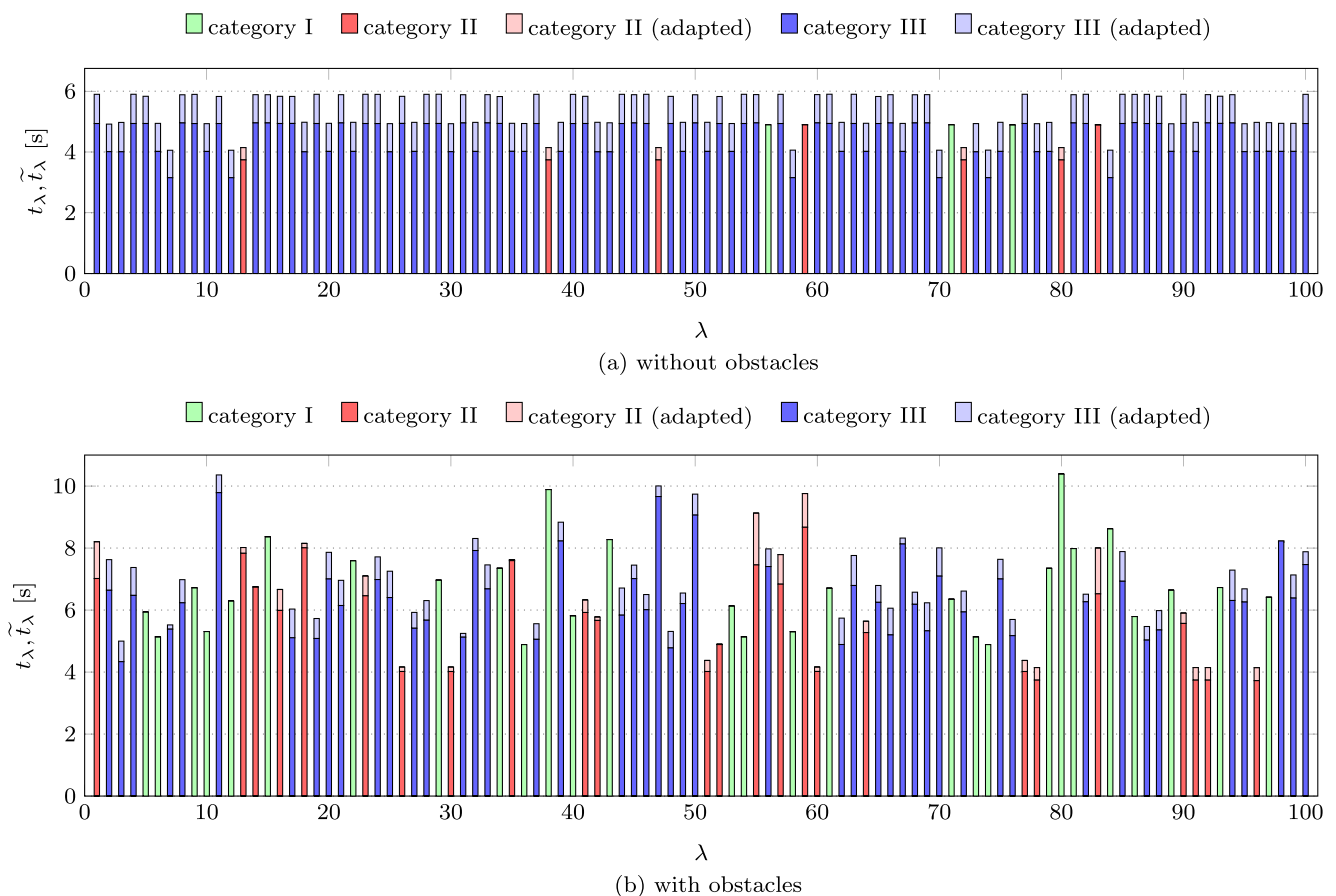 category I category II category II (adapted) category III category III (adapted)
6
4
2
0
t_λ, t̃_λ [s]
0 10 20 30 40 50 60 70 80 90 100
λ
(a) without obstacles
category I category II category II (adapted) category III category III (adapted)
10
8
6
4
2
0
t_λ, t̃_λ [s]
0 10 20 30 40 50 60 70 80 90 100
λ
(b) with obstacles